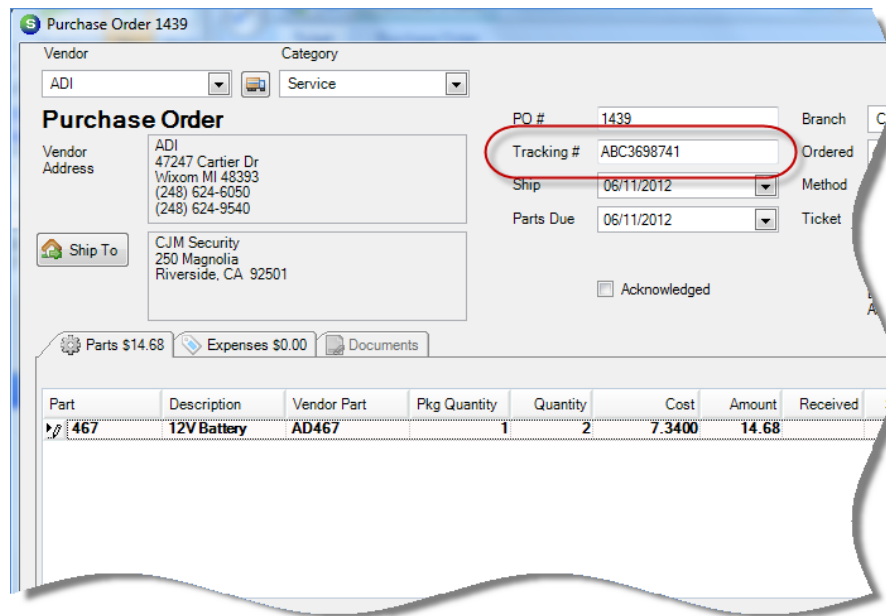 Purchase Order 1439
Vendor Category
ADI Service
Purchase Order
Vendor Address
ADI
47247 Cartier Dr
Wixom MI 48393
(248) 624-6050
(248) 624-9540
Ship To
CJM Security
250 Magnolia
Riverside, CA 92501
PO # 1439 Branch
Tracking # ABC3698741 Ordered
Ship 06/11/2012 Method
Parts Due 06/11/2012 Ticket
Acknowledged
Parts $14.68 Expenses $0.00 Documents
Part Description Vendor Part Pkg Quantity Quantity Cost Amount Received
467 12V Battery AD467 1 2 7.3400 14.68